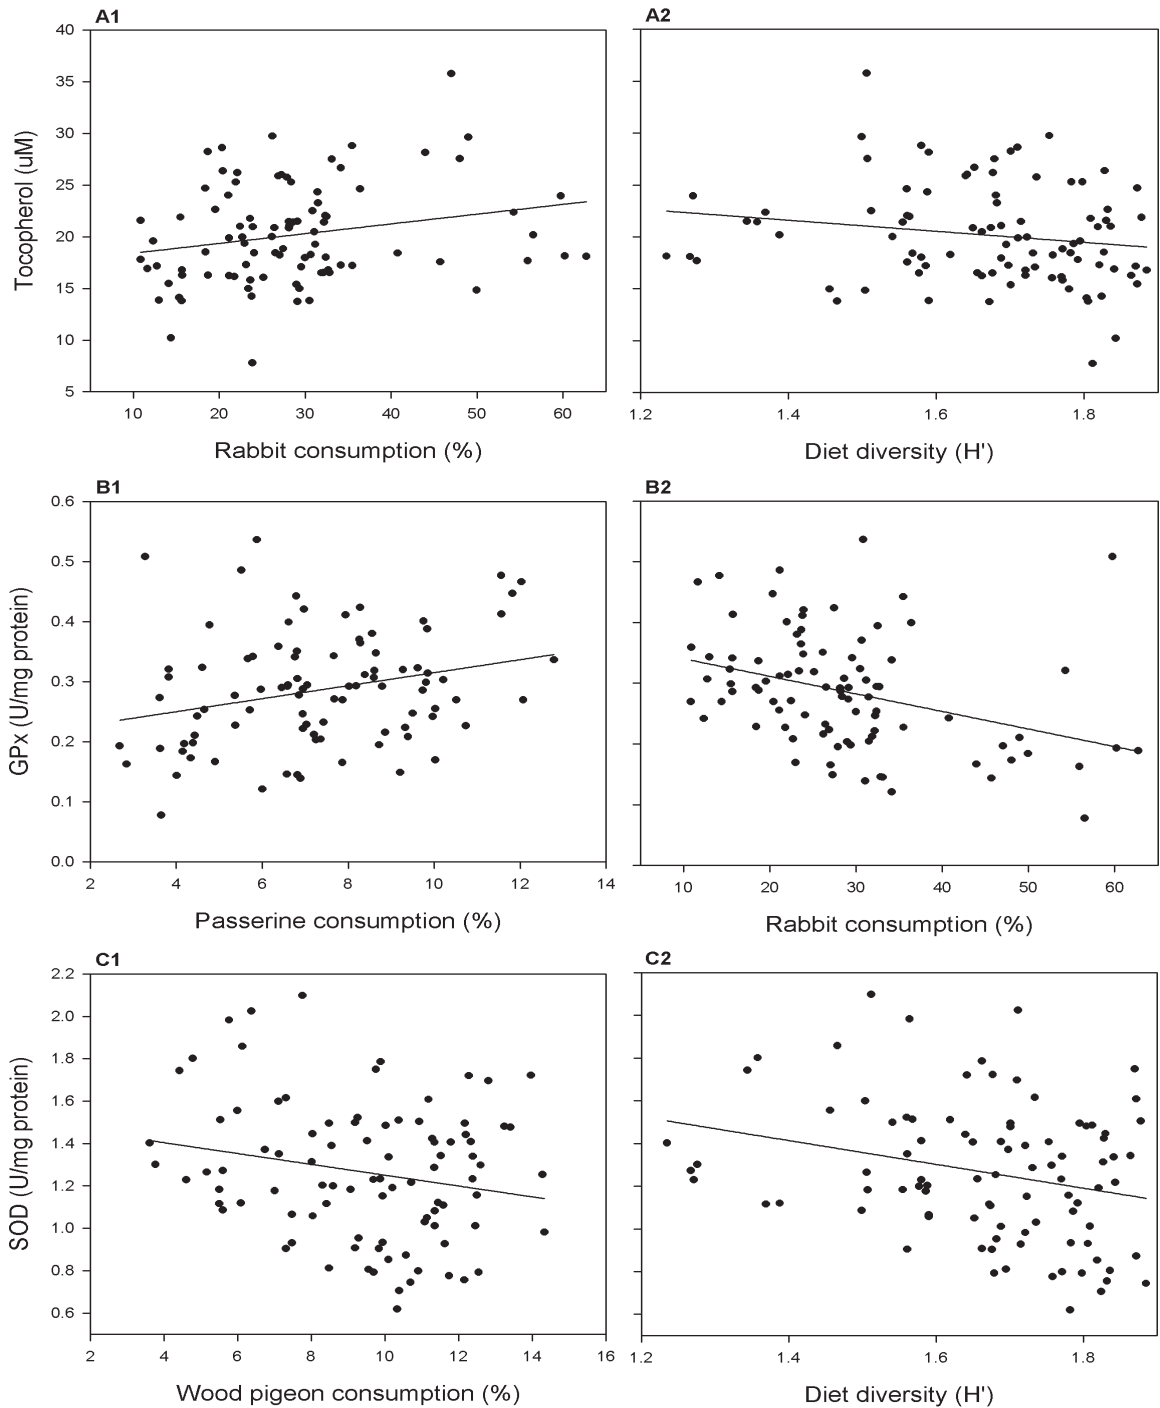 A1 A2
40
35
30
25
20
15
10
5
Tocopherol (uM)
10 20 30 40 50 60 1.2 1.4 1.6 1.8
Rabbit consumption (%) Diet diversity (H')
B1 B2
0.6
0.5
0.4
0.3
0.2
0.1
0.0
GPx (U/mg protein)
2 4 6 8 10 12 14 10 20 30 40 50 60
Passerine consumption (%) Rabbit consumption (%)
C1 C2
2.2
2.0
1.8
1.6
1.4
1.2
1.0
0.8
0.6
SOD (U/mg protein)
2 4 6 8 10 12 14 16 1.2 1.4 1.6 1.8
Wood pigeon consumption (%) Diet diversity (H')